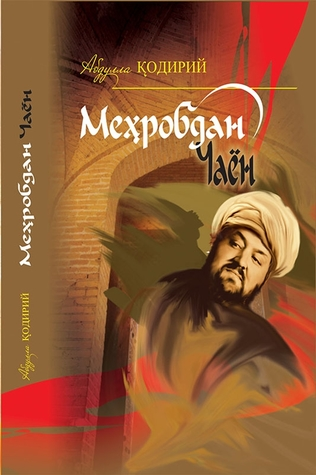 Абдулла ҚОДИРИЙ
Меҳробдан
Чаён
Абдулла ҚОДИРИЙ
Меҳробдан Чаён